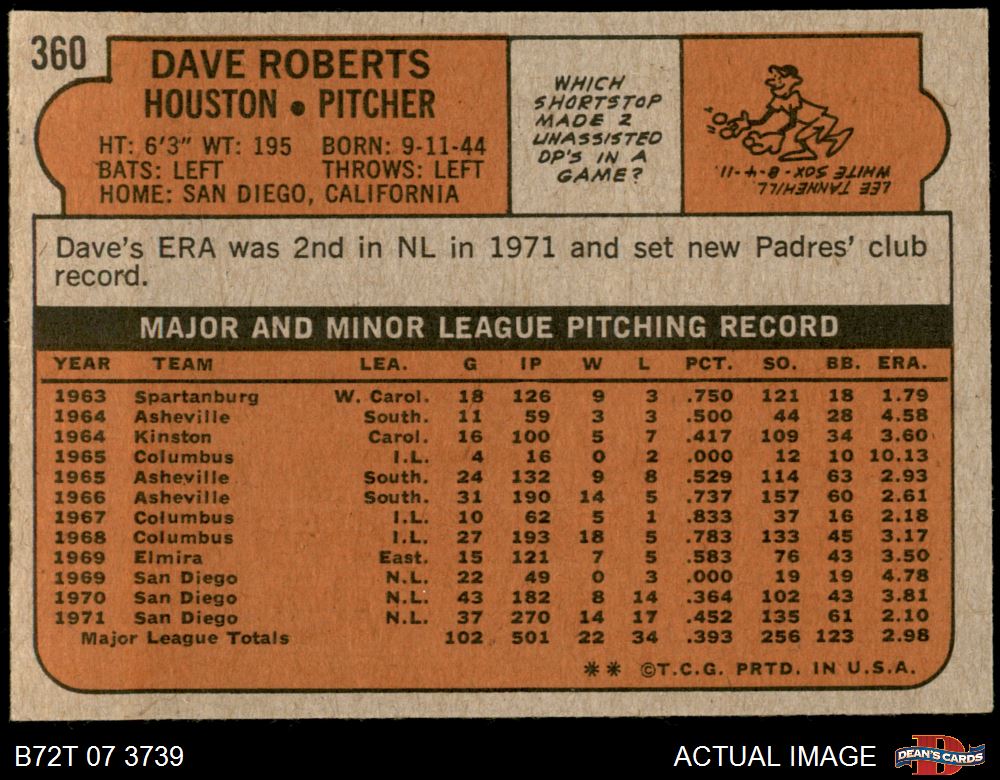 360
DAVE ROBERTS
HOUSTON • PITCHER
HT: 6'3" WT: 195 BORN: 9-11-44
BATS: LEFT THROWS: LEFT
HOME: SAN DIEGO, CALIFORNIA
WHICH
SHORTSTOP
MADE 2
UNASSISTED
DP'S IN A
GAME?
LEE TANNEHILL
WHITE SOX - 8-4-11.
Dave's ERA was 2nd in NL in 1971 and set new Padres' club
record.
MAJOR AND MINOR LEAGUE PITCHING RECORD
YEAR TEAM LEA. G IP W L PCT. SO. BB. ERA.
1963 Spartanburg W. Carol. 18 126 9 3 .750 121 18 1.79
1964 Asheville South. 11 59 3 3 .500 44 28 4.58
1964 Kinston Carol. 16 100 5 7 .417 109 34 3.60
1965 Columbus I.L. 4 16 0 2 .000 12 10 10.13
1965 Asheville South. 24 132 9 8 .529 114 63 2.93
1966 Asheville South. 31 190 14 5 .737 157 60 2.61
1967 Columbus I.L. 10 62 5 1 .833 37 16 2.18
1968 Columbus I.L. 27 193 18 5 .783 133 45 3.17
1969 Elmira East. 15 121 7 5 .583 76 43 3.50
1969 San Diego N.L. 22 49 0 3 .000 19 19 4.78
1970 San Diego N.L. 43 182 8 14 .364 102 43 3.81
1971 San Diego N.L. 37 270 14 17 .452 135 61 2.10
Major League Totals 102 501 22 34 .393 256 123 2.98
** ©T.C.G. PRTD. IN U.S.A.
B72T 07 3739
ACTUAL IMAGE
D
DEAN'S CARDS